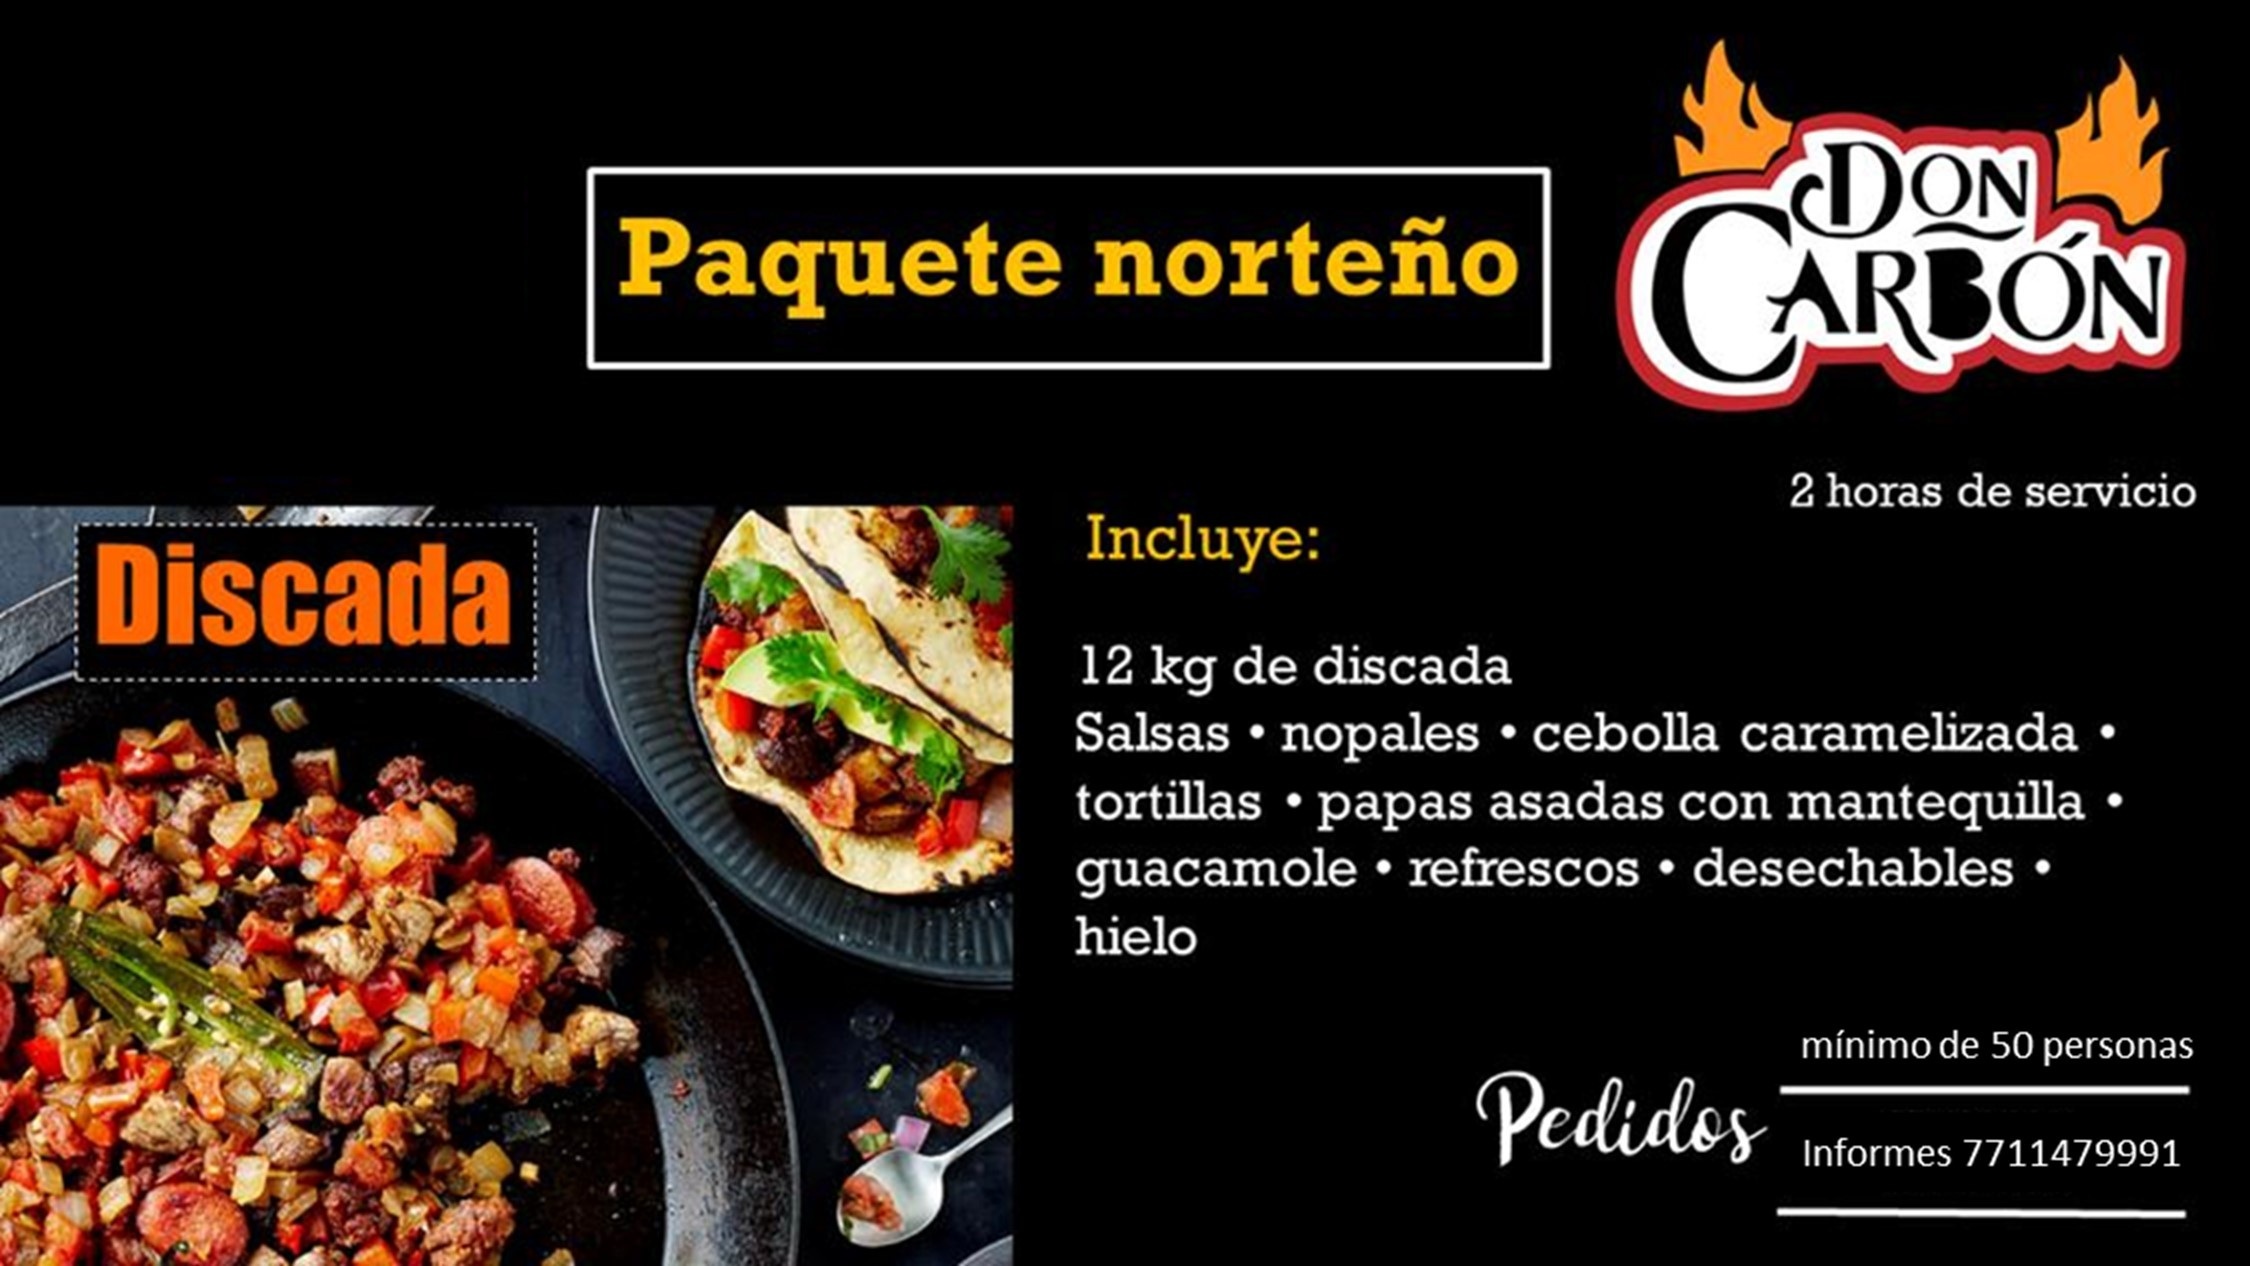 DON
CARBÓN
Paquete norteño
2 horas de servicio
Discada
Incluye:
12 kg de discada
Salsas • nopales • cebolla caramelizada •
tortillas • papas asadas con mantequilla •
guacamole • refrescos • desechables •
hielo
mínimo de 50 personas
Pedidos
Informes 7711479991